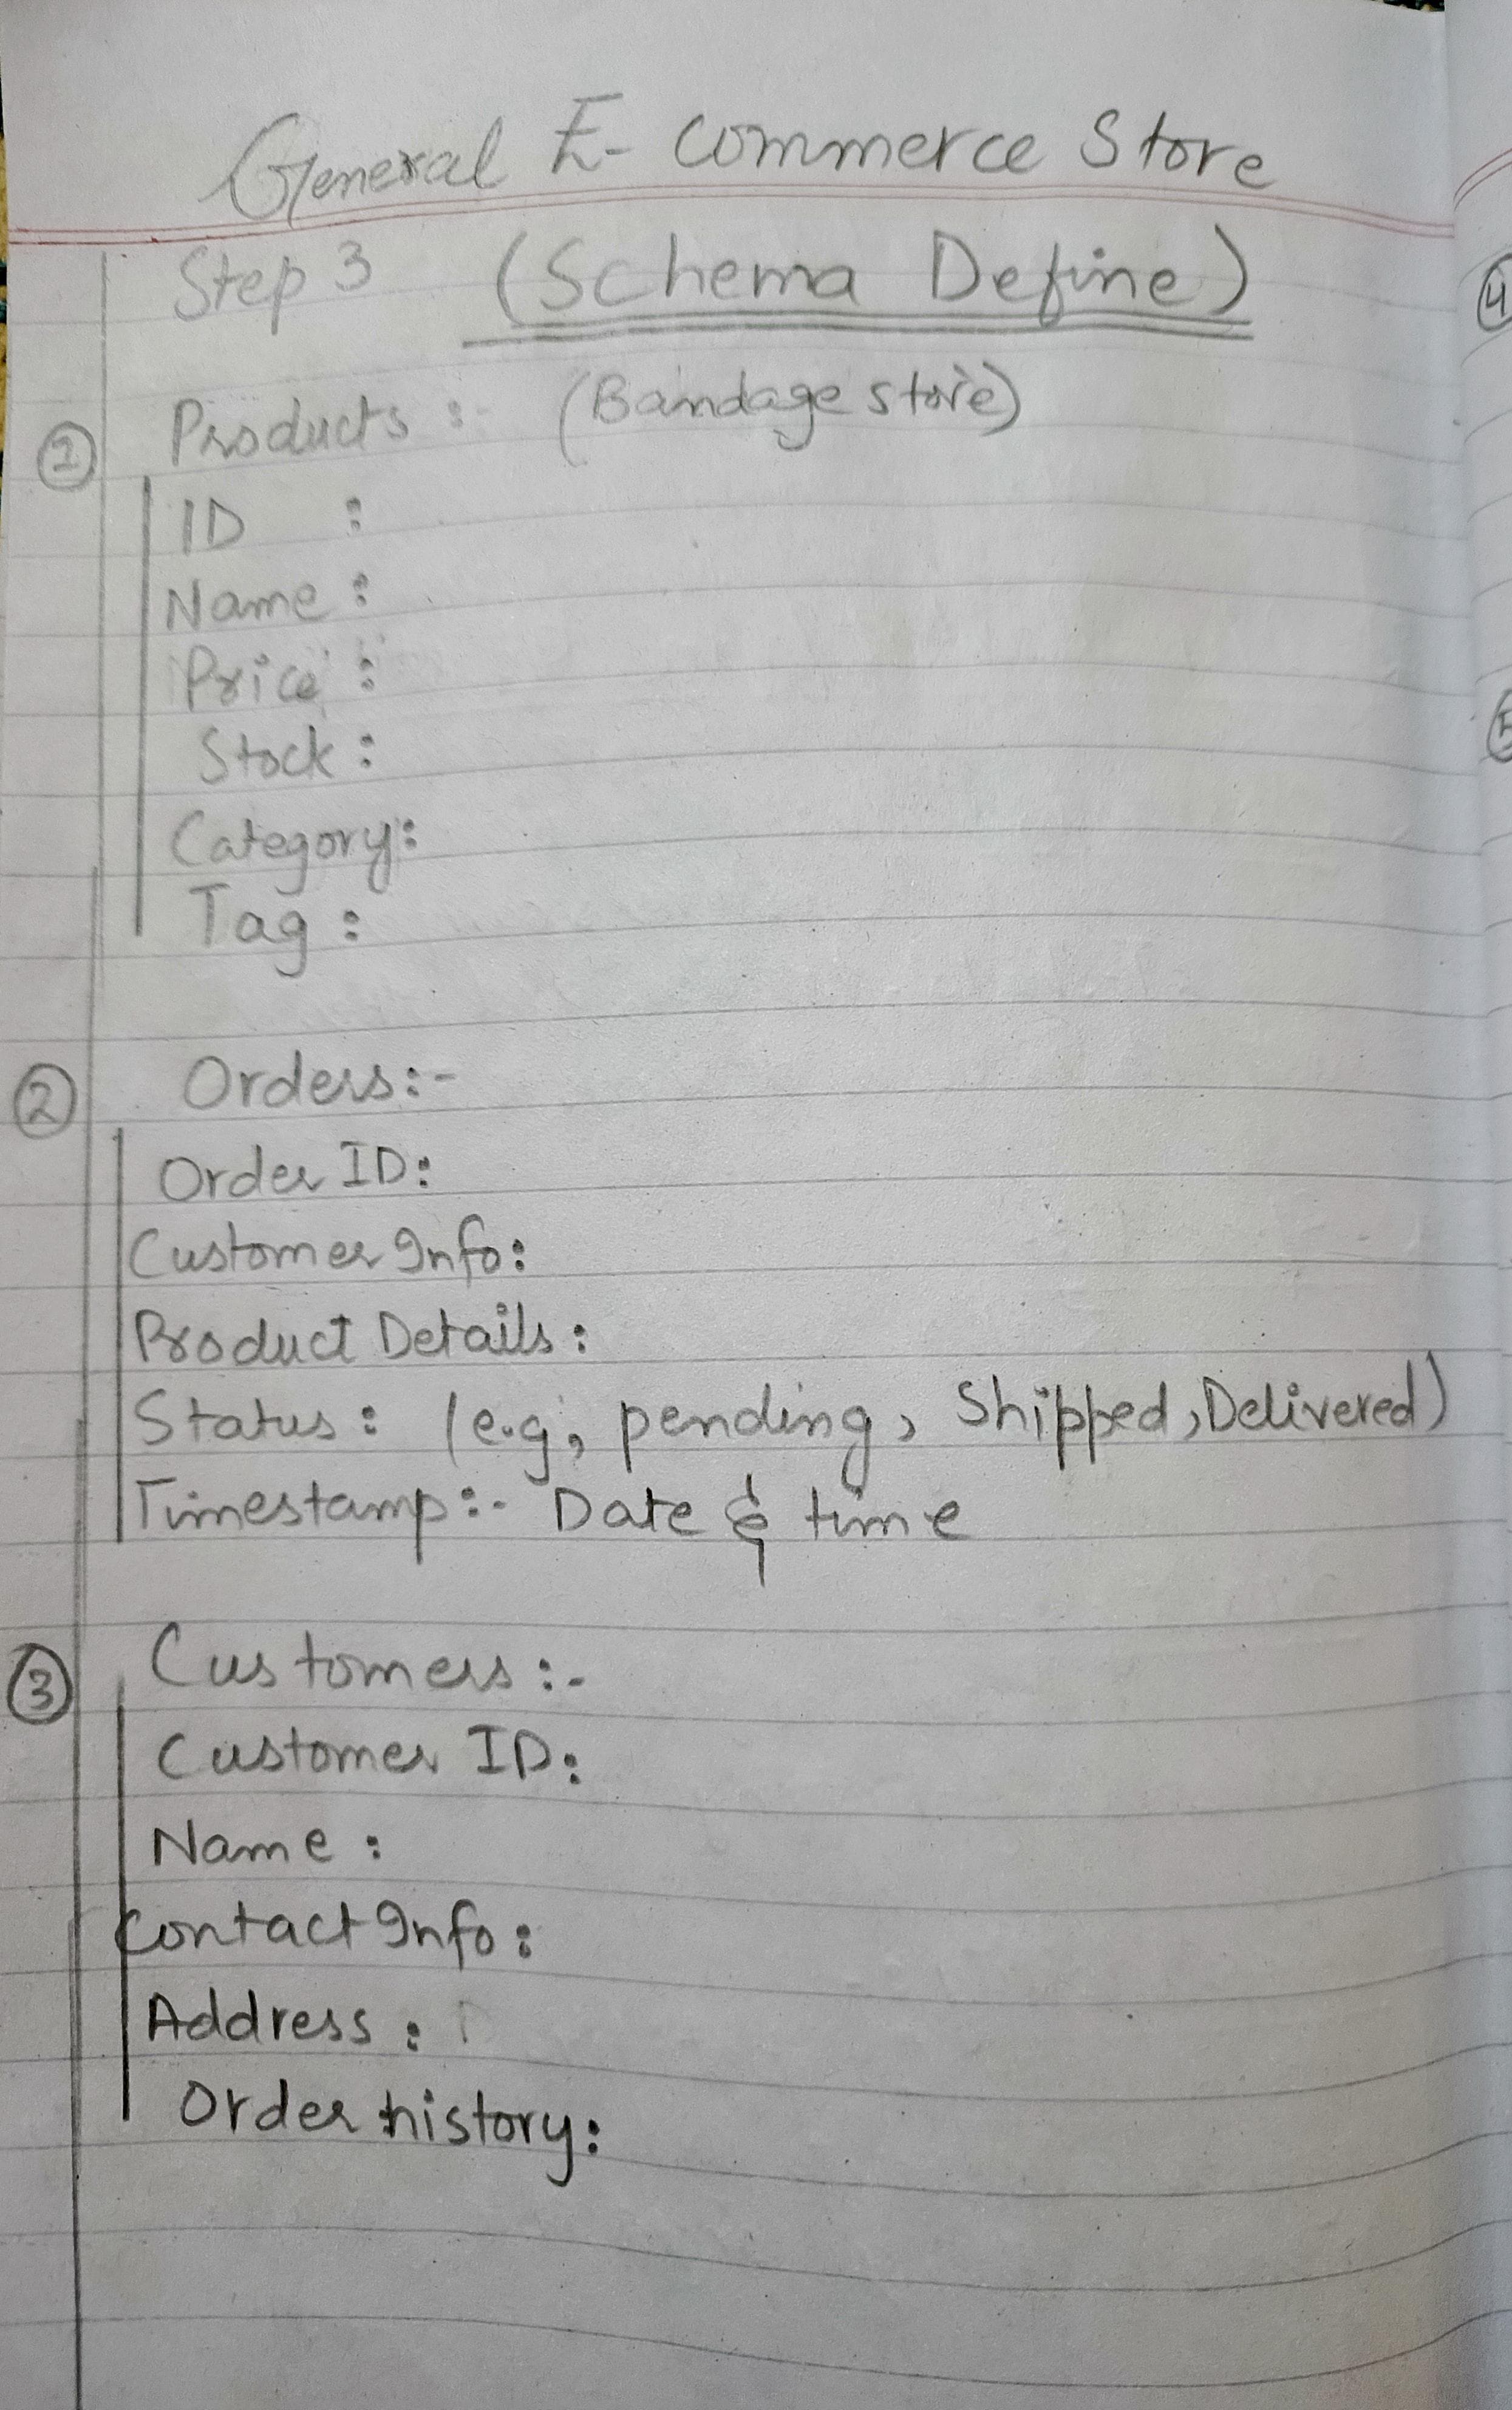 General E- Commerce Store
Step 3 (Schema Define)
① Products :- (Bandage store)
ID :
Name :
Price :
Stock :
Category:
Tag :
② Orders:-
Order ID:
Customer Info:
Product Details :
Status : (e.g, pending, Shipped, Delivered)
Timestamp:- Date & time
③ Customers :-
Customer ID:
Name :
Contact Info :
Address :
Order history:
④